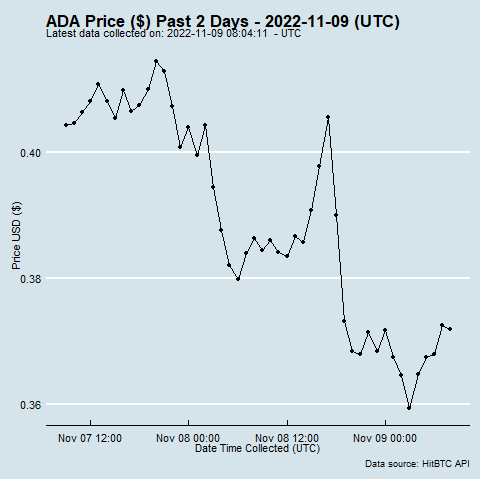 ADA Price ($) Past 2 Days - 2022-11-09 (UTC)
Latest data collected on: 2022-11-09 08:04:11  - UTC
Price USD ($)
0.40
0.38
0.36
Nov 07 12:00
Nov 08 00:00
Nov 08 12:00
Nov 09 00:00
Date Time Collected (UTC)
Data source: HitBTC API